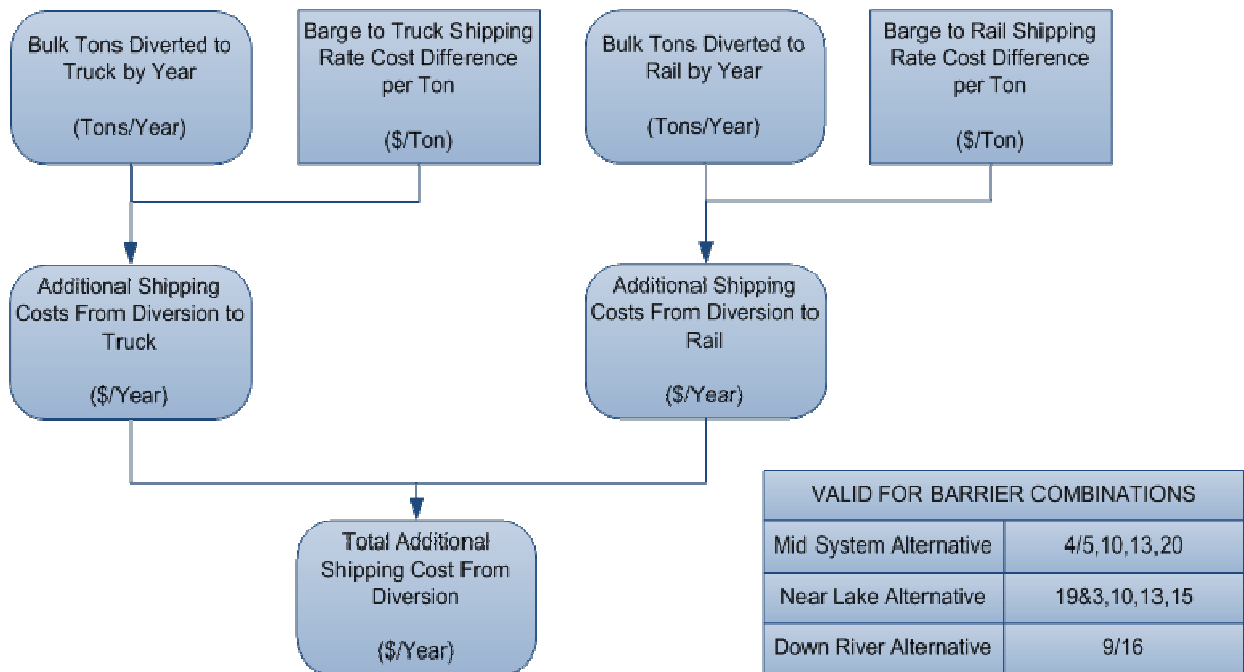 Bulk Tons Diverted to
Truck by Year
(Tons/Year)
Barge to Truck Shipping
Rate Cost Difference
per Ton
($/Ton)
Bulk Tons Diverted to
Rail by Year
(Tons/Year)
Barge to Rail Shipping
Rate Cost Difference
per Ton
($/Ton)
Additional Shipping
Costs From Diversion to
Truck
($/Year)
Additional Shipping
Costs From Diversion to
Rail
($/Year)
Total Additional
Shipping Cost From
Diversion
($/Year)
VALID FOR BARRIER COMBINATIONS
Mid System Alternative 4/5,10,13,20
Near Lake Alternative 19&3,10,13,15
Down River Alternative 9/16